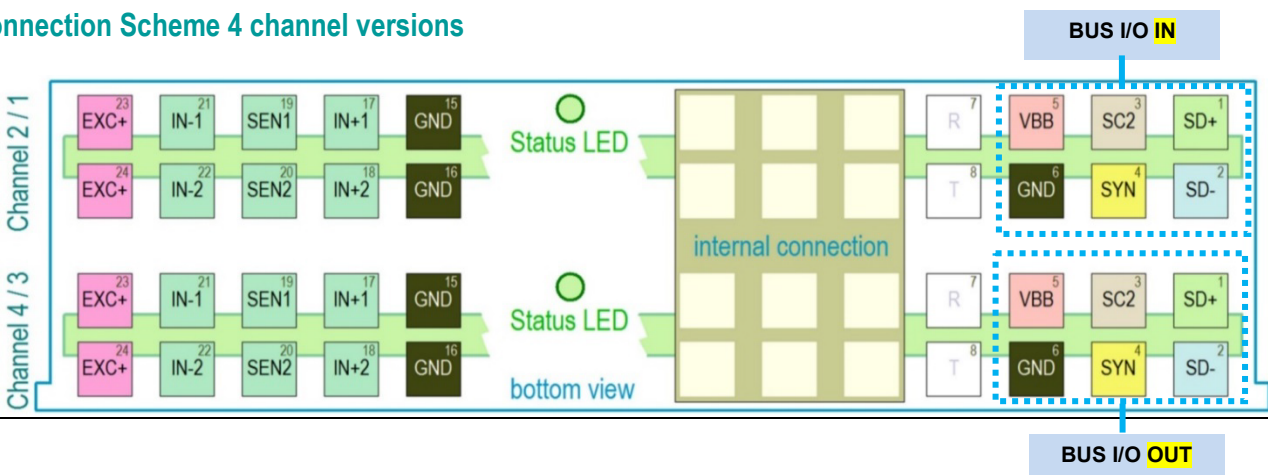 onnection Scheme 4 channel versions
BUS I/O IN
Channel 2 / 1
23 EXC+ 21 IN-1 19 SEN1 17 IN+1 15 GND
Status LED
7 R 5 VBB 3 SC2 1 SD+
24 EXC+ 22 IN-2 20 SEN2 18 IN+2 16 GND
8 T 6 GND 4 SYN 2 SD-
internal connection
Channel 4 / 3
23 EXC+ 21 IN-1 19 SEN1 17 IN+1 15 GND
Status LED
7 R 5 VBB 3 SC2 1 SD+
24 EXC+ 22 IN-2 20 SEN2 18 IN+2 16 GND
8 T 6 GND 4 SYN 2 SD-
bottom view
BUS I/O OUT